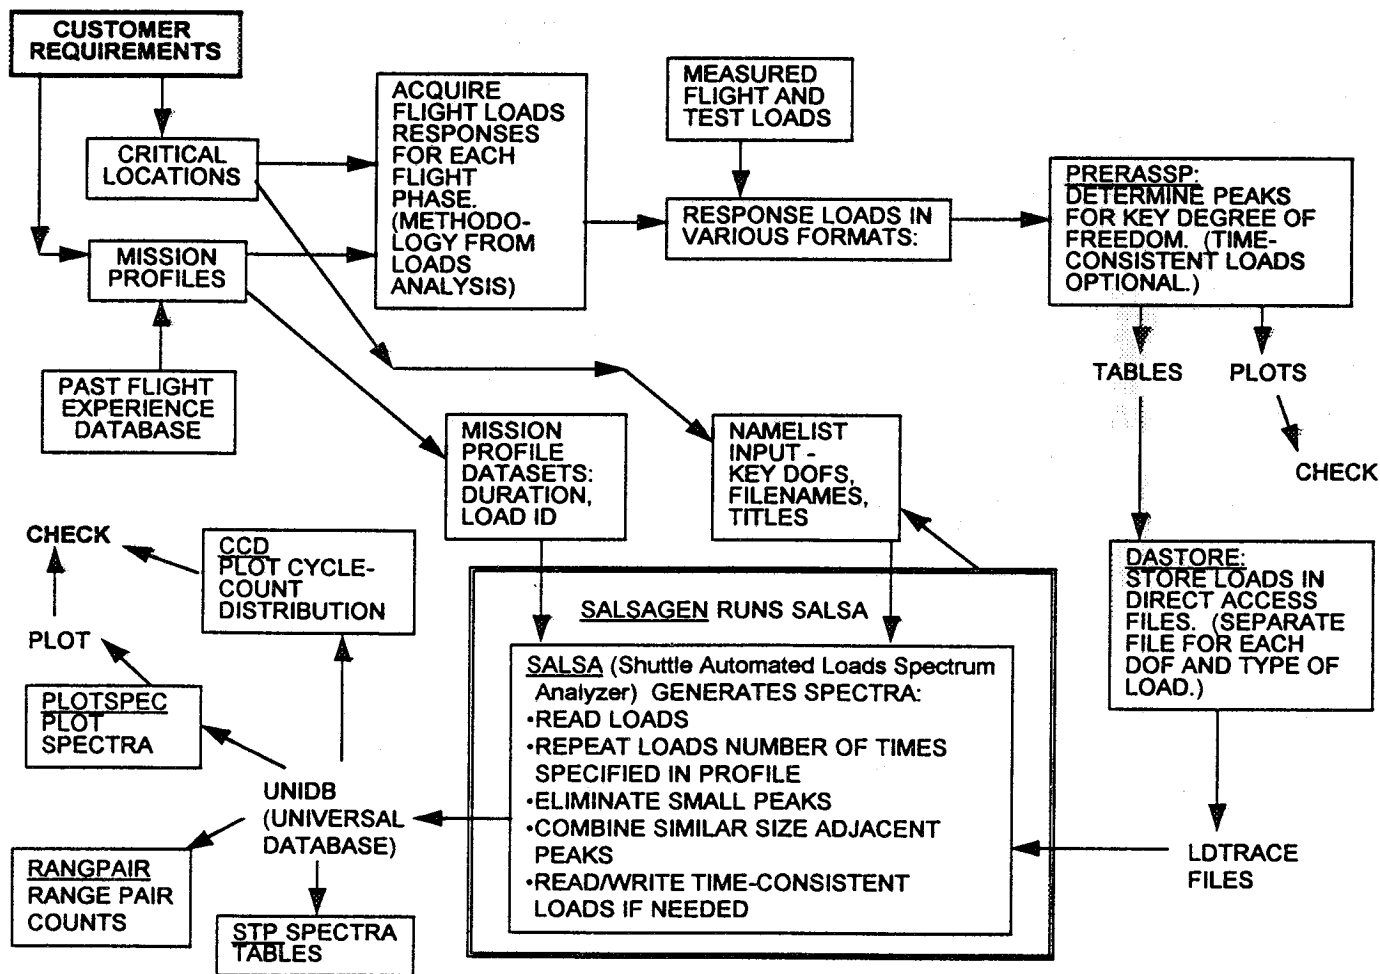 CUSTOMER
REQUIREMENTS
CRITICAL
LOCATIONS
MISSION
PROFILES
PAST FLIGHT
EXPERIENCE
DATABASE
ACQUIRE
FLIGHT LOADS
RESPONSES
FOR EACH
FLIGHT
PHASE.
(METHODO-
LOGY FROM
LOADS
ANALYSIS)
MEASURED
FLIGHT AND
TEST LOADS
RESPONSE LOADS IN
VARIOUS FORMATS:
PRERASSP:
DETERMINE PEAKS
FOR KEY DEGREE OF
FREEDOM. (TIME-
CONSISTENT LOADS
OPTIONAL.)
TABLES
PLOTS
CHECK
MISSION
PROFILE
DATASETS:
DURATION,
LOAD ID
NAMELIST
INPUT -
KEY DOFS,
FILENAMES,
TITLES
DASTORE:
STORE LOADS IN
DIRECT ACCESS
FILES. (SEPARATE
FILE FOR EACH
DOF AND TYPE OF
LOAD.)
LDTRACE
FILES
SALSAGEN RUNS SALSA
SALSA (Shuttle Automated Loads Spectrum
Analyzer) GENERATES SPECTRA:
•READ LOADS
•REPEAT LOADS NUMBER OF TIMES
SPECIFIED IN PROFILE
•ELIMINATE SMALL PEAKS
•COMBINE SIMILAR SIZE ADJACENT
PEAKS
•READ/WRITE TIME-CONSISTENT
LOADS IF NEEDED
UNIDB
(UNIVERSAL
DATABASE)
CHECK
CCD
PLOT CYCLE-
COUNT
DISTRIBUTION
PLOT
PLOTSPEC
PLOT
SPECTRA
RANGPAIR
RANGE PAIR
COUNTS
STP SPECTRA
TABLES